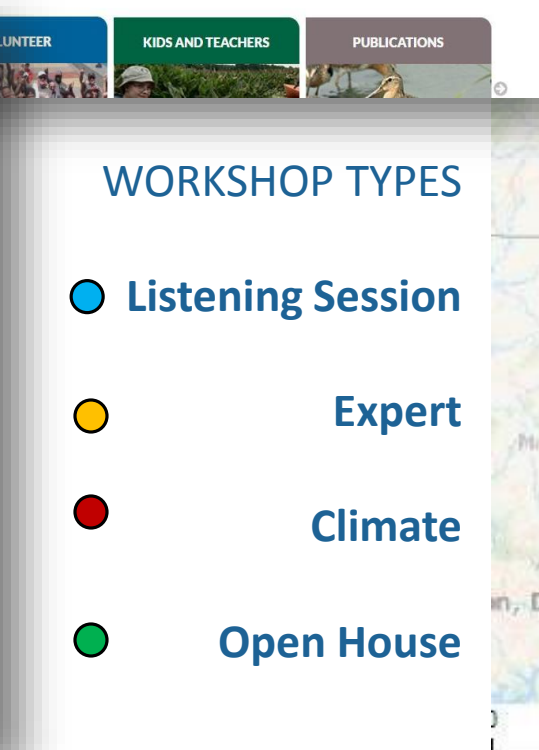 LUNTEER
KIDS AND TEACHERS
PUBLICATIONS
WORKSHOP TYPES
Listening Session
Expert
Climate
Open House